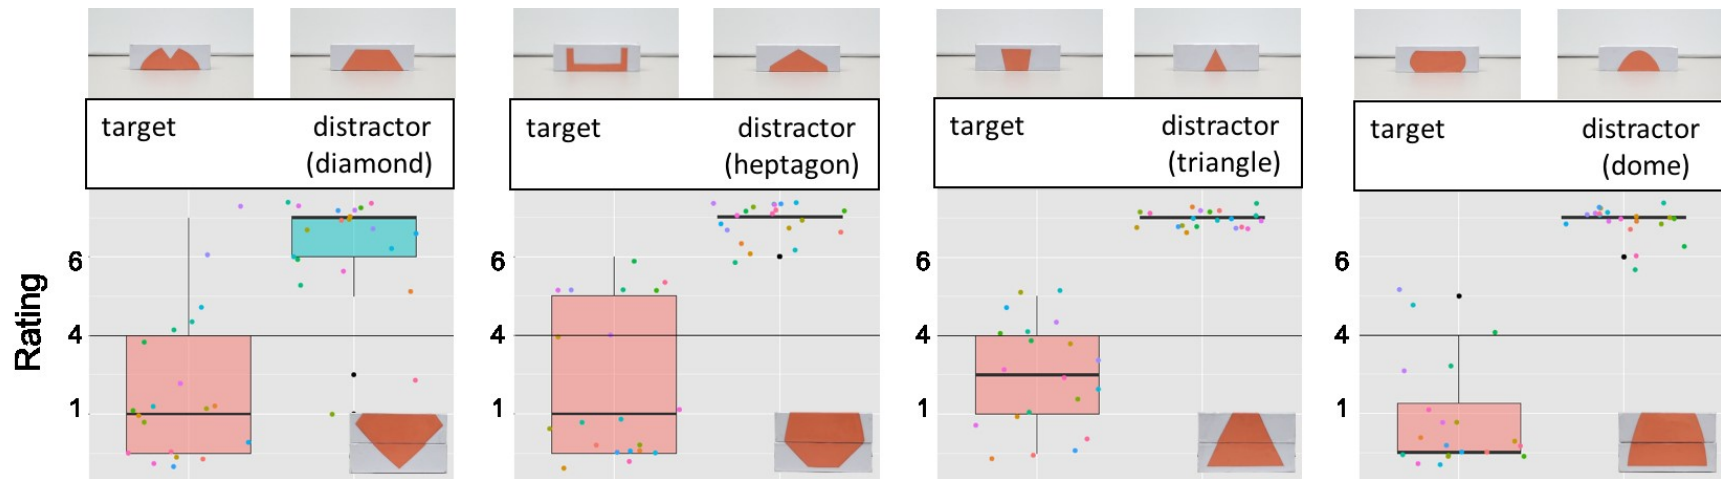 target distractor
(diamond)
target distractor
(heptagon)
target distractor
(triangle)
target distractor
(dome)
Rating
6
4
1
6
4
1
6
4
1
6
4
1